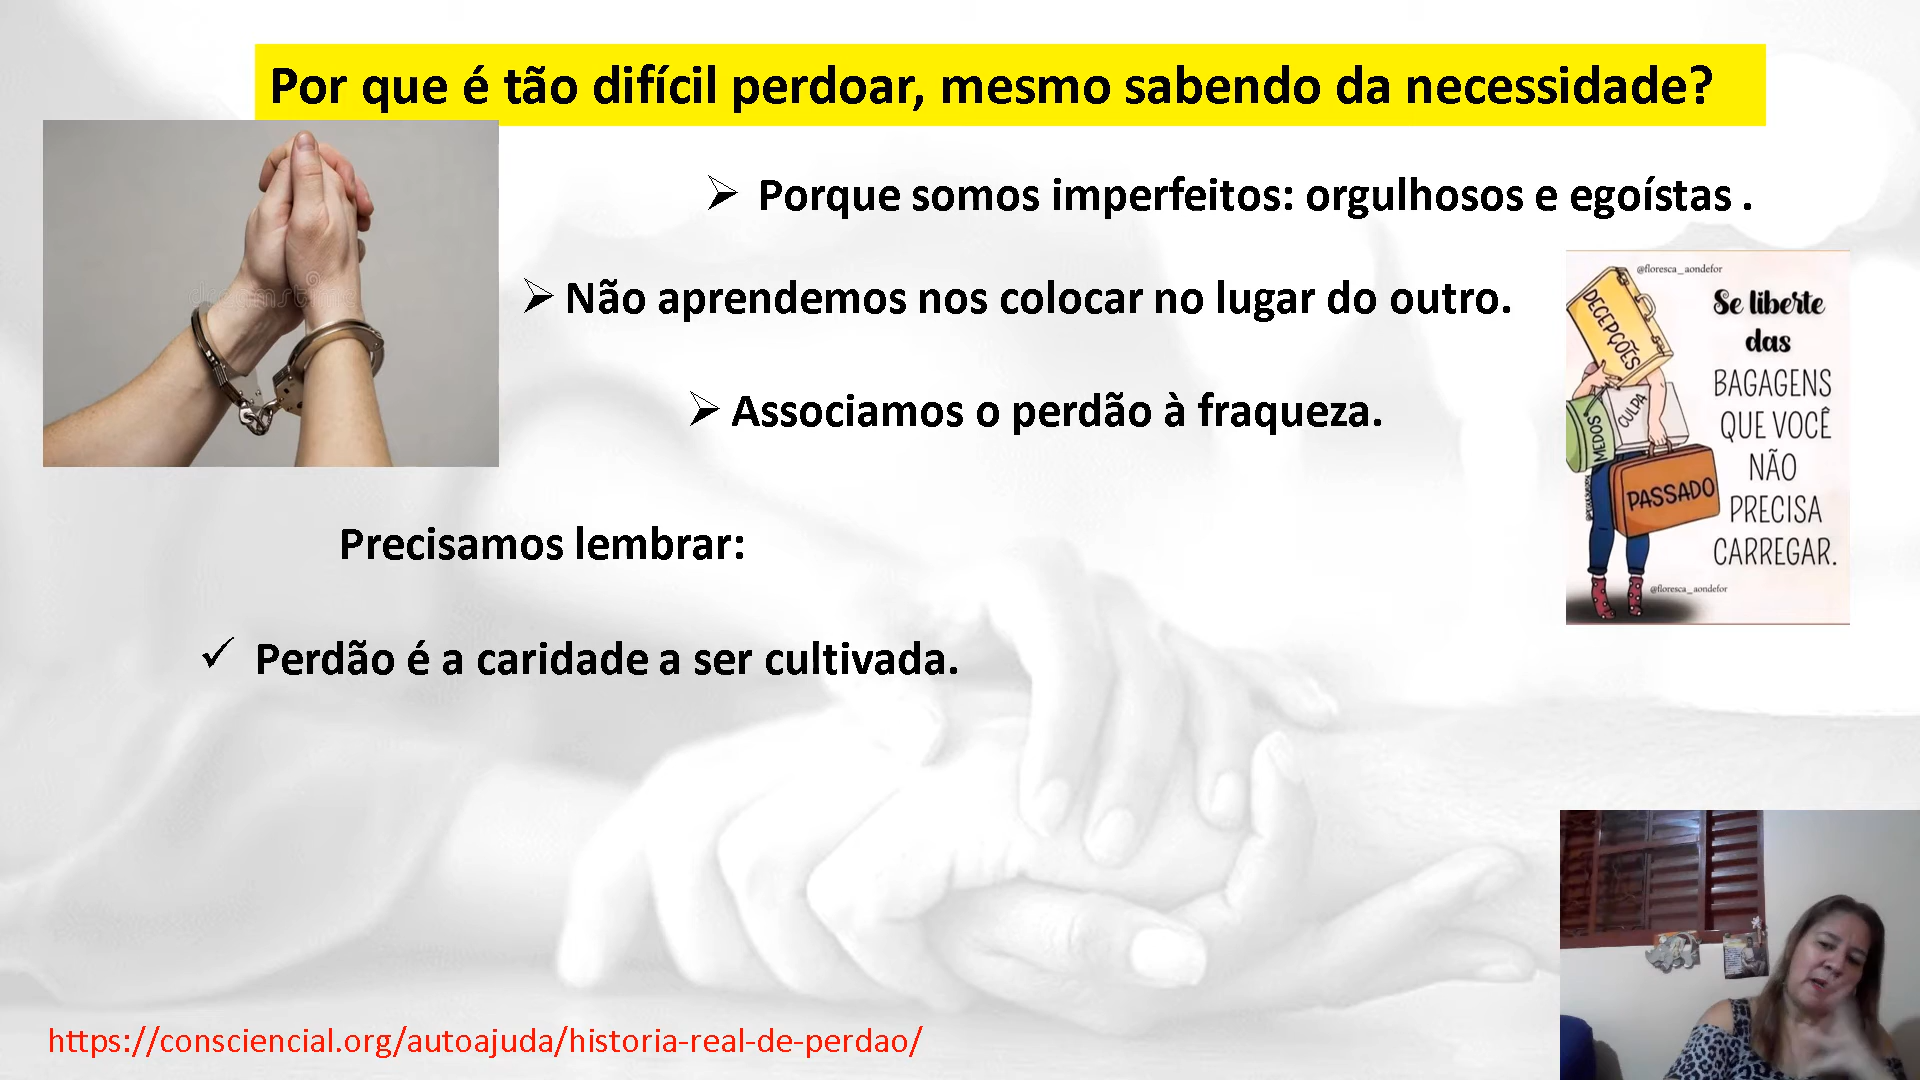 Por que é tão difícil perdoar, mesmo sabendo da necessidade?
Porque somos imperfeitos: orgulhosos e egoístas .
Não aprendemos nos colocar no lugar do outro.
Associamos o perdão à fraqueza.
dreamstime
@floresca_aondefor
Se liberte
das
BAGAGENS
QUE VOCÊ
NÃO
PRECISA
CARREGAR.
DECEPÇÕES
CULPA
MEDOS
PASSADO
@floresca_aondefor
Precisamos lembrar:
Perdão é a caridade a ser cultivada.
https://consciencial.org/autoajuda/historia-real-de-perdao/